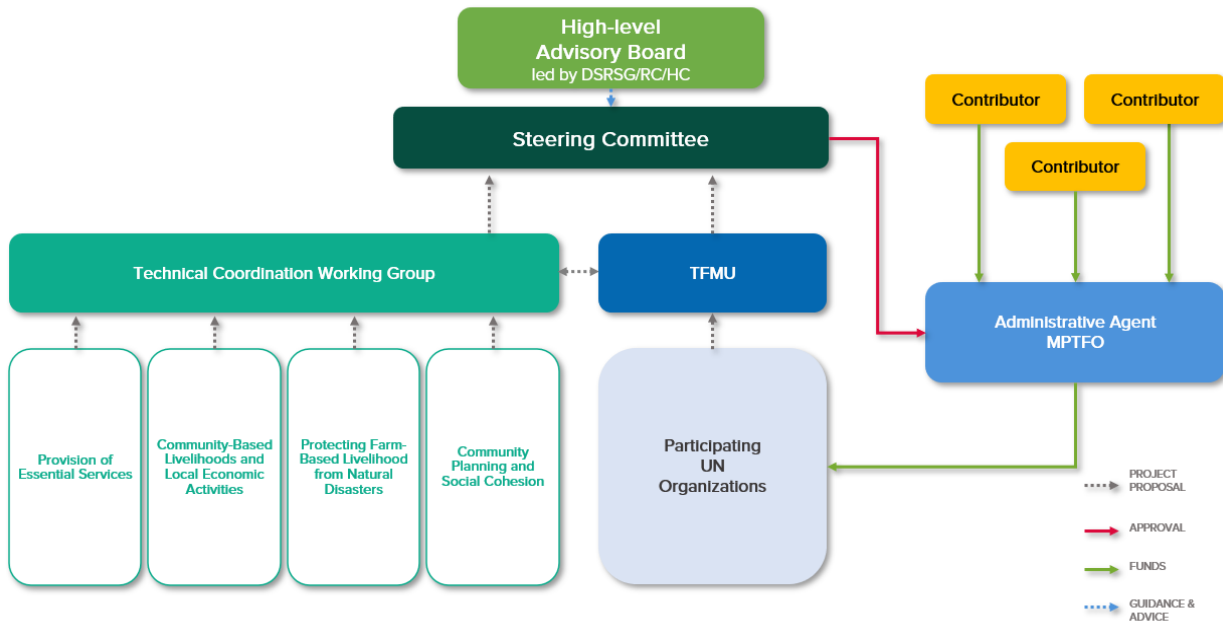 High-level
Advisory Board
led by DSRSG/RC/HC
Steering Committee
Contributor
Contributor
Contributor
Technical Coordination Working Group
TFMU
Administrative Agent
MPTFO
Provision of
Essential Services
Community-Based
Livelihoods and
Local Economic
Activities
Protecting Farm-
Based Livelihood
from Natural
Disasters
Community
Planning and
Social Cohesion
Participating
UN
Organizations
PROJECT
PROPOSAL
APPROVAL
FUNDS
GUIDANCE &
ADVICE